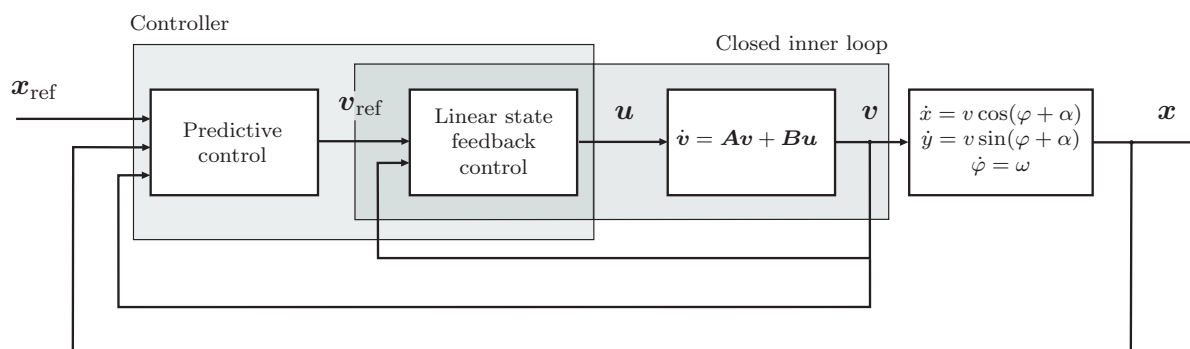 Controller
Closed inner loop
x_ref
Predictive
control
v_ref
Linear state
feedback
control
u
v̇ = Av + Bu
v
ẋ = v cos(φ + α)
ẏ = v sin(φ + α)
φ̇ = ω
x